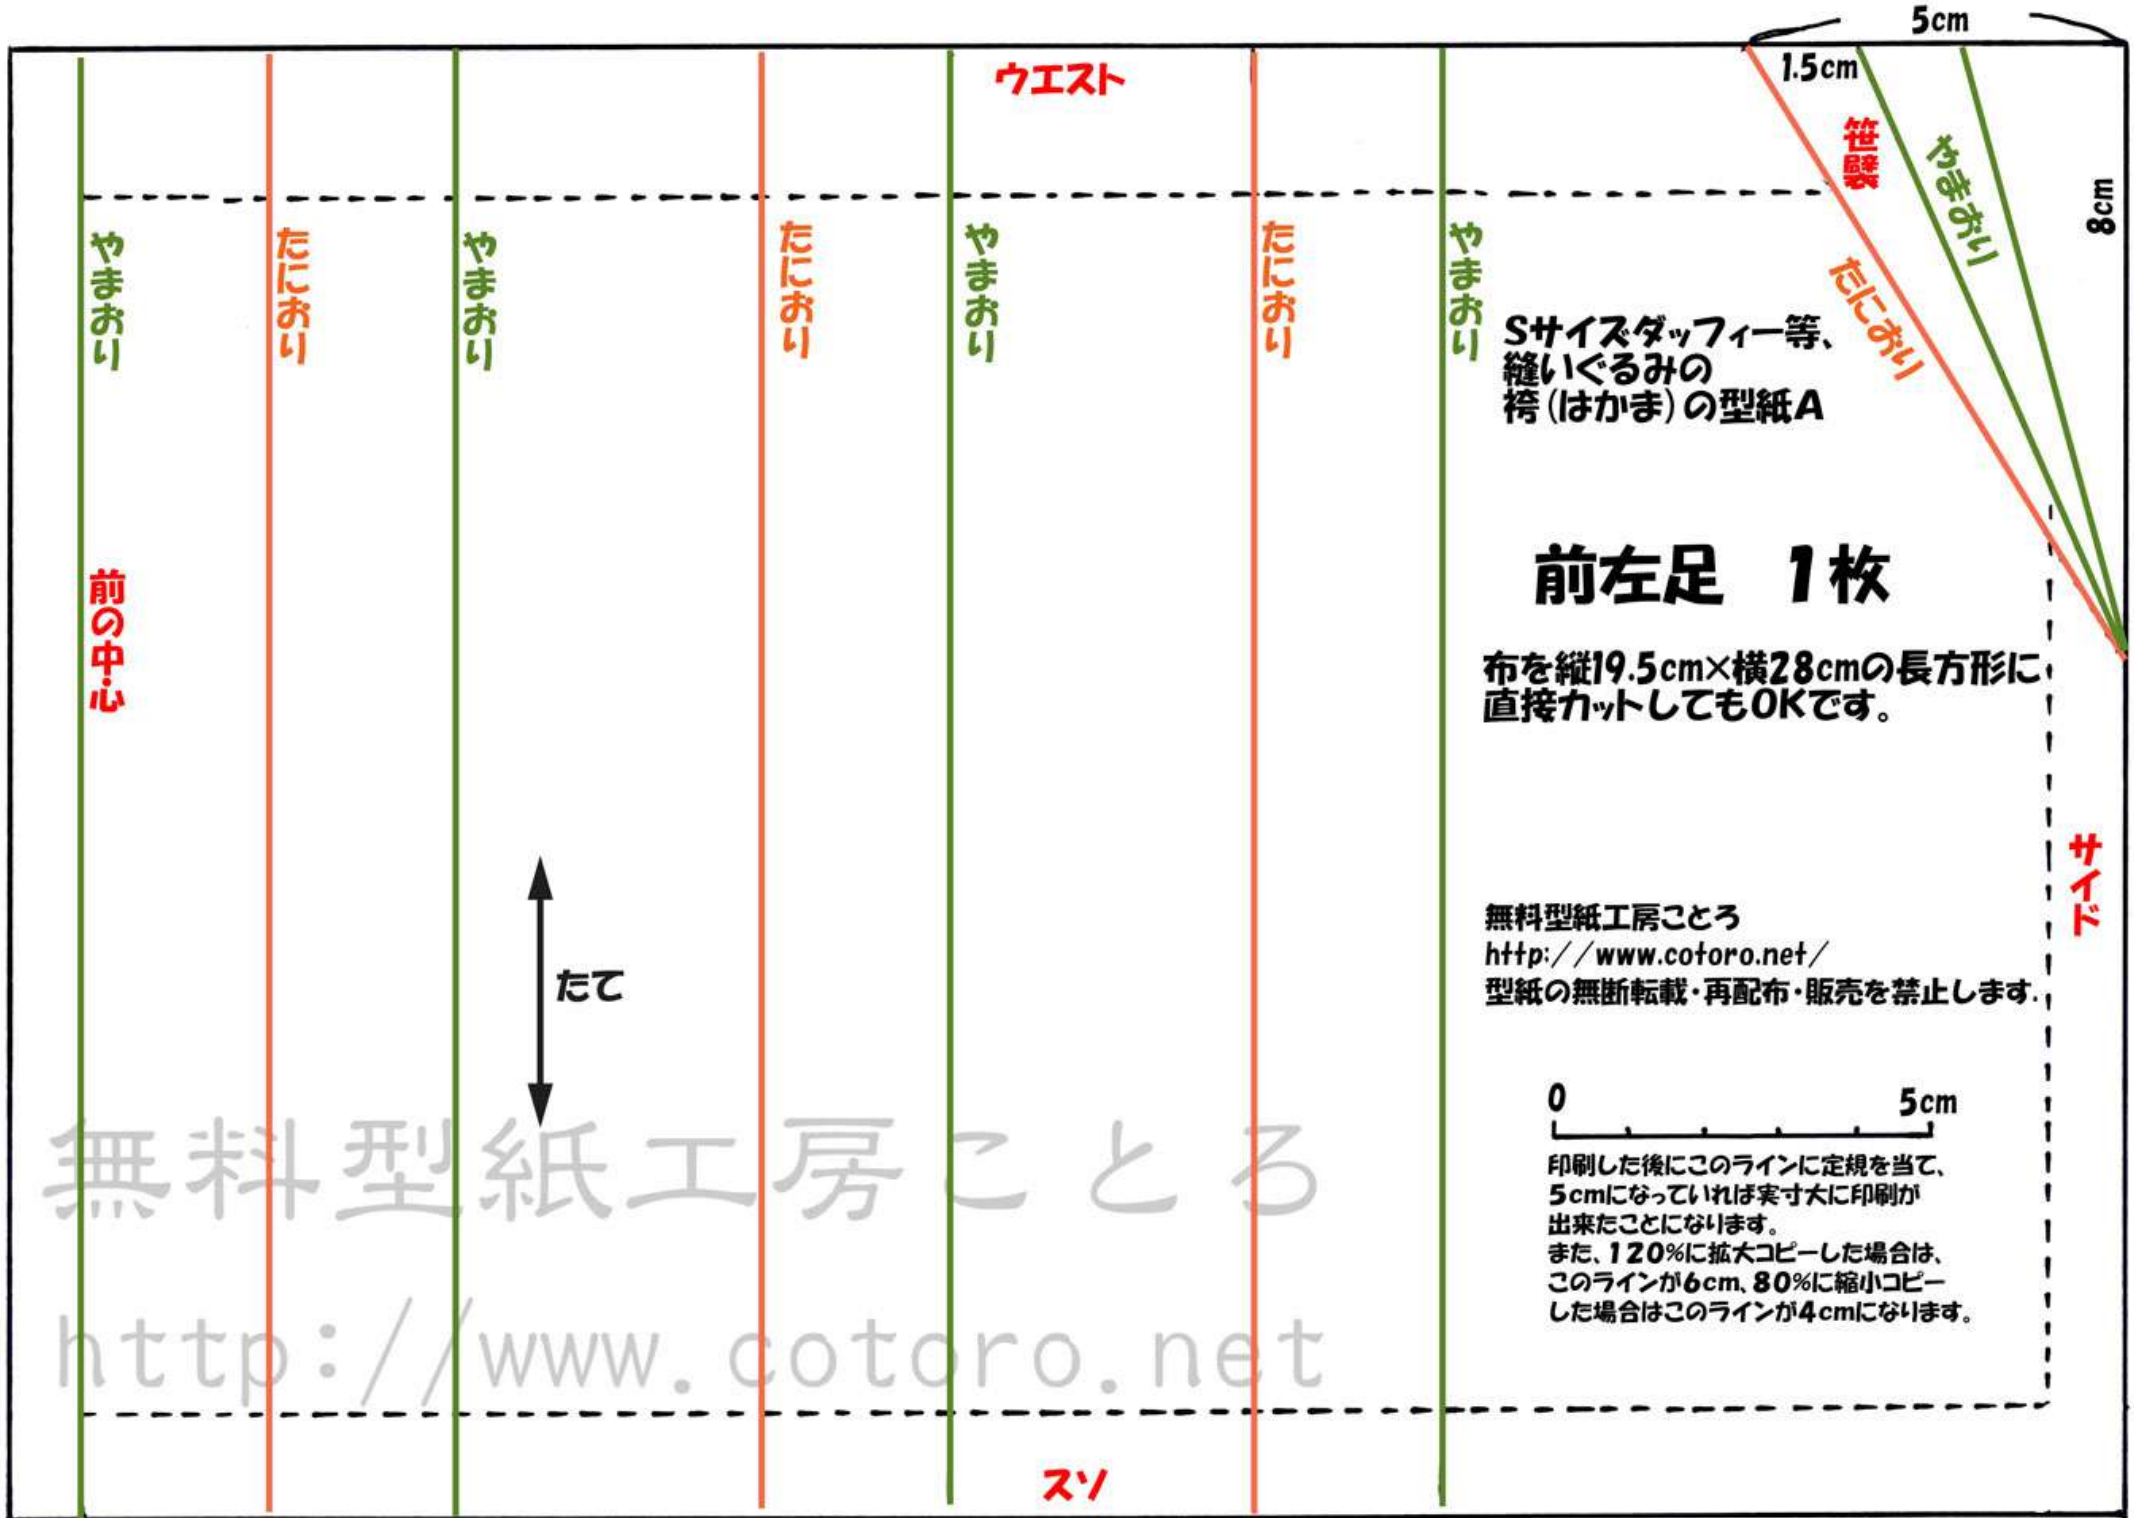 5cm
1.5cm
ウエスト
笹襞
やまおり
8cm
たにおり
やまおり
たにおり
やまおり
たにおり
やまおり
たにおり
やまおり
Sサイズダッフィー等、
縫いぐるみの
袴(はかま)の型紙A
前左足 1枚
前の中心
布を縦19.5cm×横28cmの長方形に
直接カットしてもOKです。
サイド
たて
無料型紙工房ことろ
http://www.cotoro.net/
型紙の無断転載・再配布・販売を禁止します.
0 5cm
印刷した後にこのラインに定規を当て、
5cmになっていれば実寸大に印刷が
出来たことになります。
また、120%に拡大コピーした場合は、
このラインが6cm、80%に縮小コピー
した場合はこのラインが4cmになります。
無料型紙工房ことろ
http://www.cotoro.net
スソ